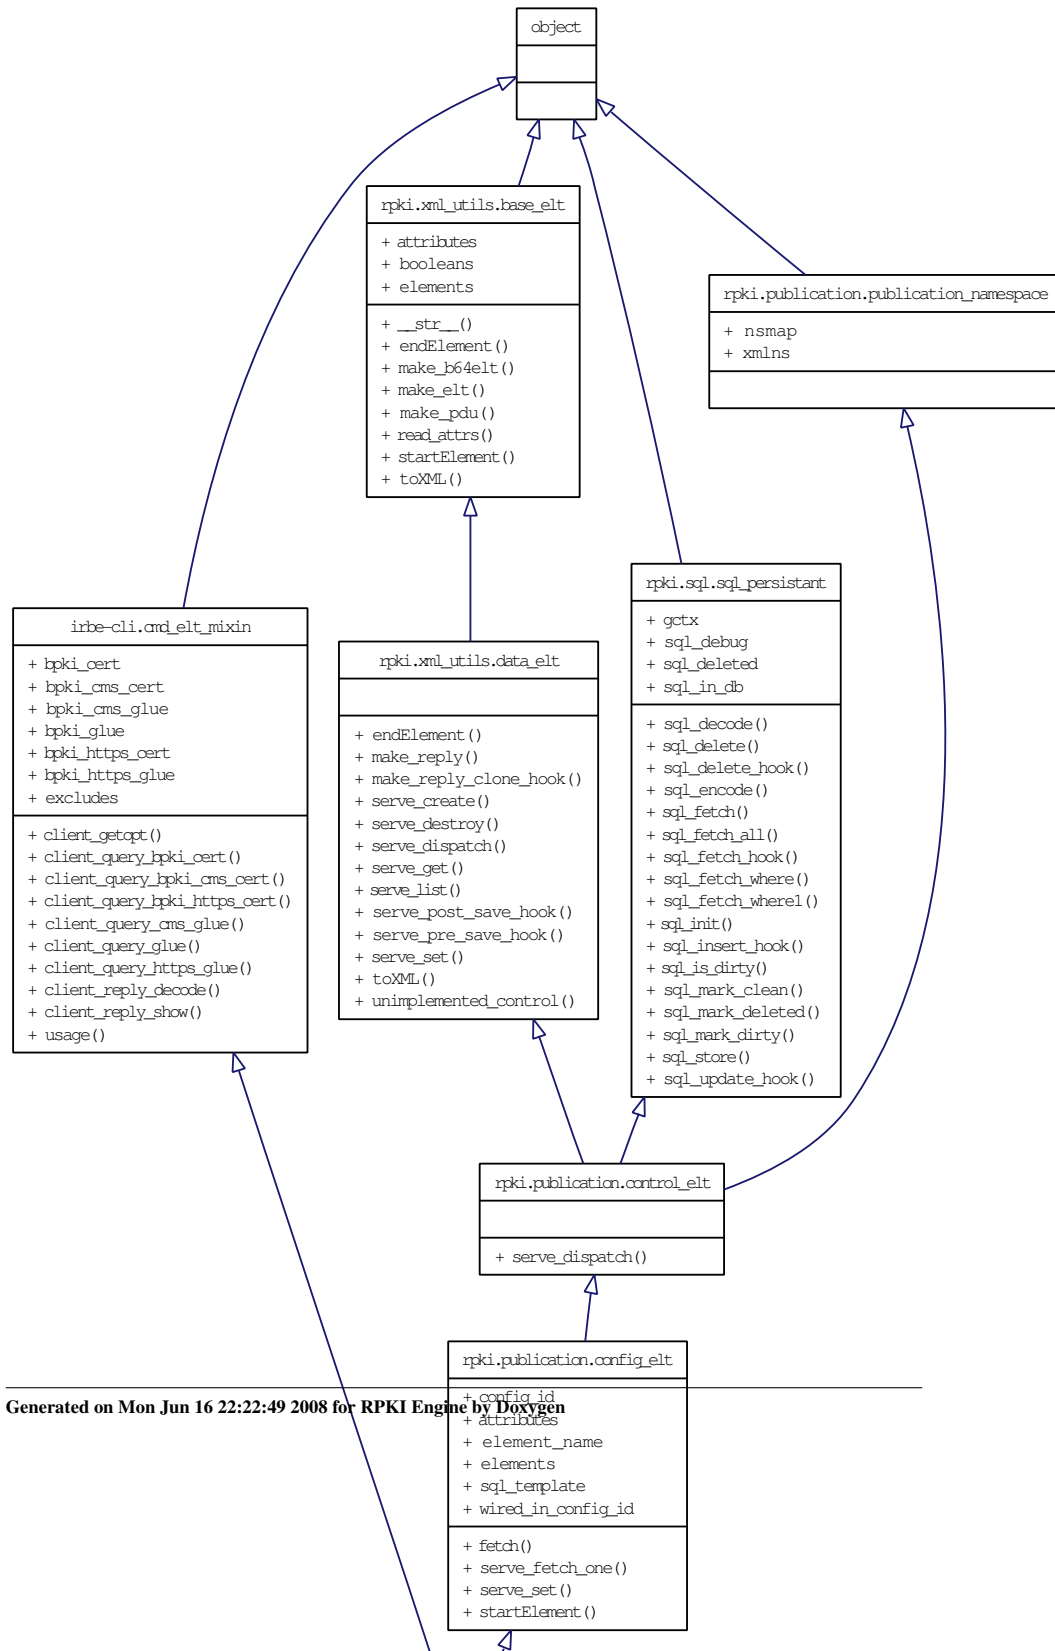 object
rpki.xml_utils.base_elt
+ attributes
+ booleans
+ elements
+ __str__()
+ endElement()
+ make_b64elt()
+ make_elt()
+ make_pdu()
+ read_attrs()
+ startElement()
+ toXML()
rpki.publication.publication_namespace
+ nsmap
+ xmlns
rpki.sql.sql_persistant
+ gctx
+ sql_debug
+ sql_deleted
+ sql_in_db
+ sql_decode()
+ sql_delete()
+ sql_delete_hook()
+ sql_encode()
+ sql_fetch()
+ sql_fetch_all()
+ sql_fetch_hook()
+ sql_fetch_where()
+ sql_fetch_where1()
+ sql_init()
+ sql_insert_hook()
+ sql_is_dirty()
+ sql_mark_clean()
+ sql_mark_deleted()
+ sql_mark_dirty()
+ sql_store()
+ sql_update_hook()
irbe-cli.cmd_elt_mixin
+ bpki_cert
+ bpki_cms_cert
+ bpki_cms_glue
+ bpki_glue
+ bpki_https_cert
+ bpki_https_glue
+ excludes
+ client_getopt()
+ client_query_bpki_cert()
+ client_query_bpki_cms_cert()
+ client_query_bpki_https_cert()
+ client_query_cms_glue()
+ client_query_glue()
+ client_query_https_glue()
+ client_reply_decode()
+ client_reply_show()
+ usage()
rpki.xml_utils.data_elt
+ endElement()
+ make_reply()
+ make_reply_clone_hook()
+ serve_create()
+ serve_destroy()
+ serve_dispatch()
+ serve_get()
+ serve_list()
+ serve_post_save_hook()
+ serve_pre_save_hook()
+ serve_set()
+ toXML()
+ unimplemented_control()
rpki.publication.control_elt
+ serve_dispatch()
rpki.publication.config_elt
+ config_id
+ attributes
+ element_name
+ elements
+ sql_template
+ wired_in_config_id
+ fetch()
+ serve_fetch_one()
+ serve_set()
+ startElement()
Generated on Mon Jun 16 22:22:49 2008 for RPKI Engine by Doxygen